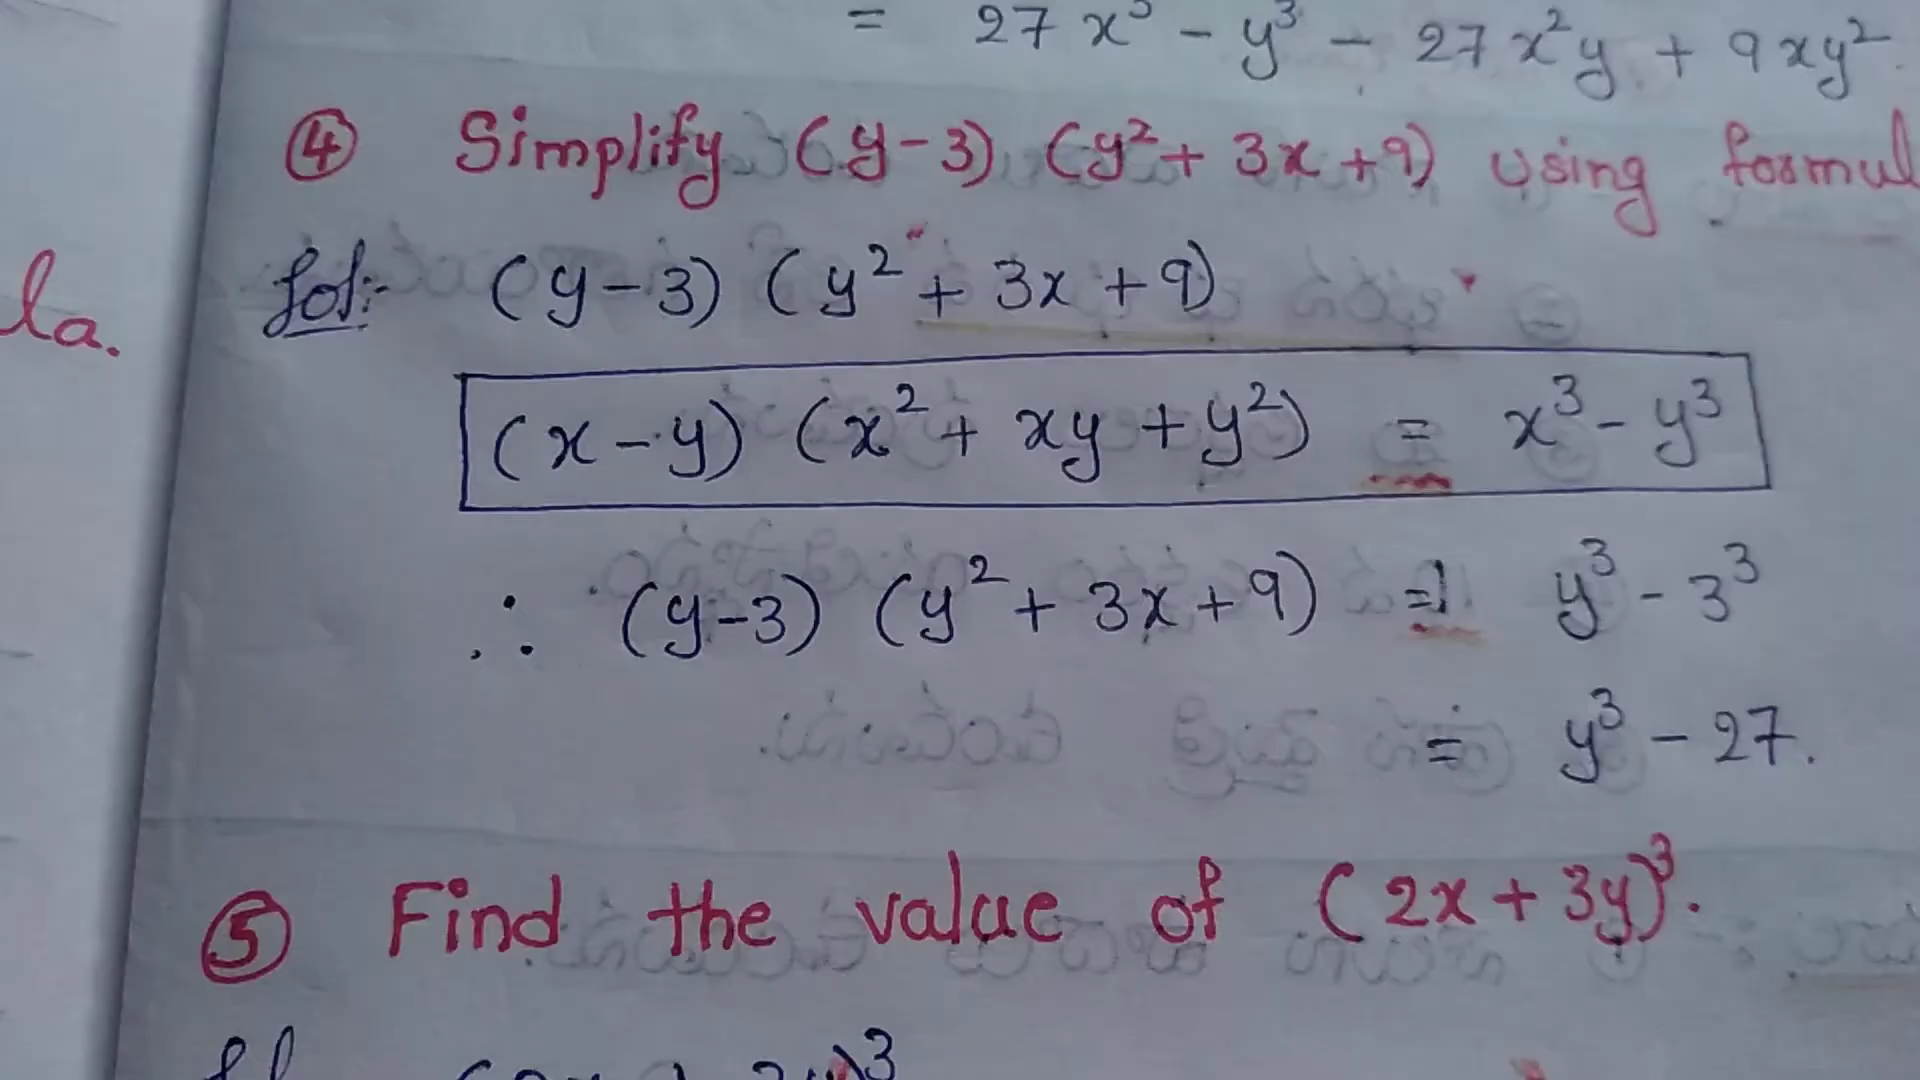 = 27x³ - y³ - 27x²y + 9xy²
④ Simplify (y-3) (y²+ 3x +9) using formul
la.
Sol:- (y-3) (y² + 3x +9)
(x-y) (x²+ xy +y²) = x³- y³
∴ (y-3) (y²+ 3x+9) = y³ - 3³
= y³ - 27.
⑤ Find the value of (2x+3y)³.